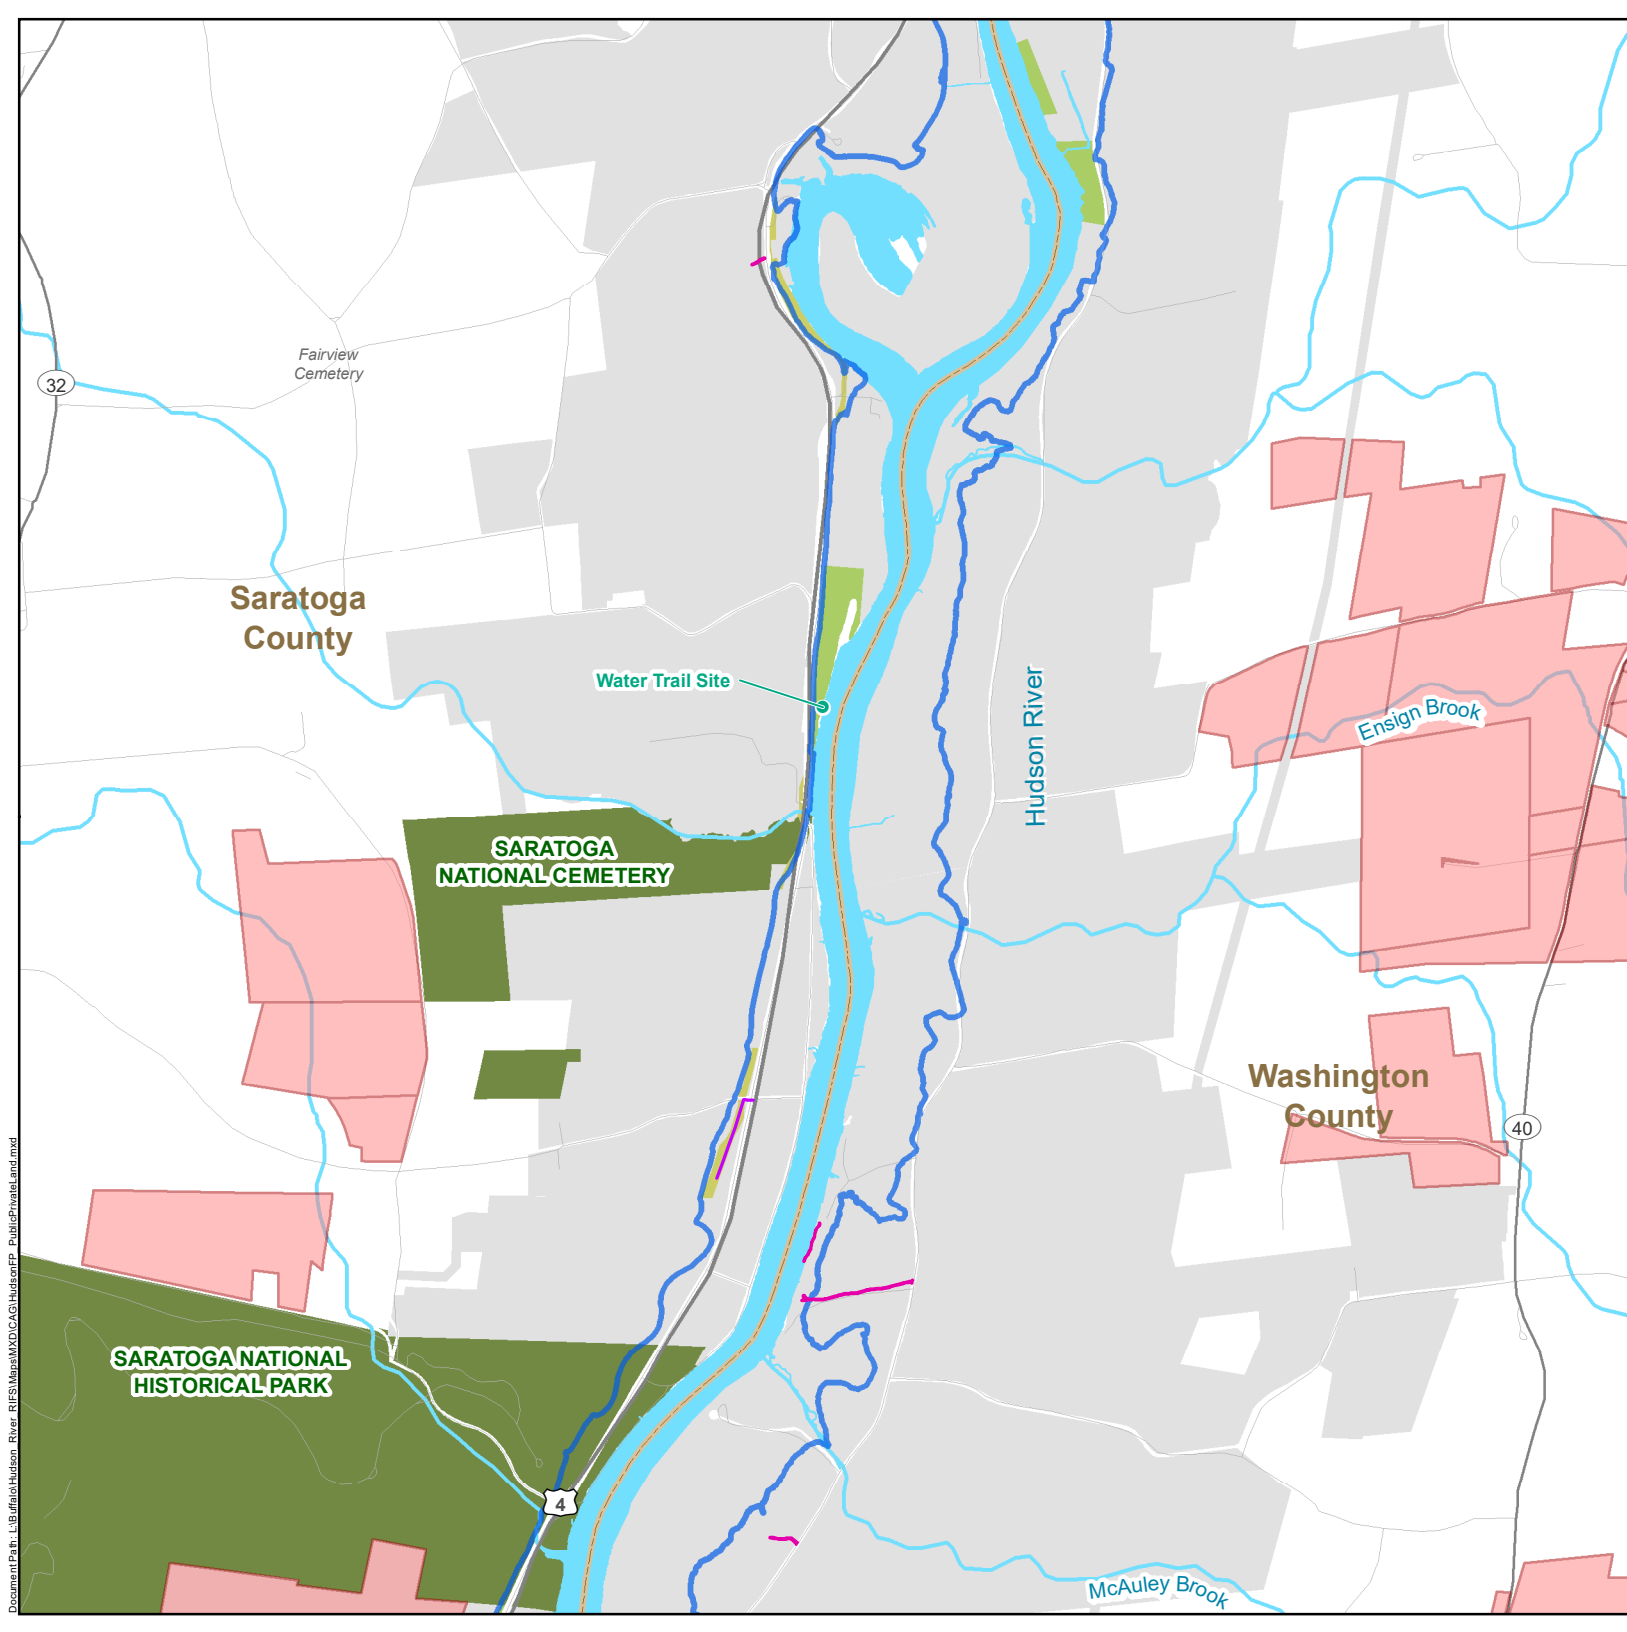 Fairview
Cemetery
32
Saratoga
County
Water Trail Site
Hudson River
Ensign Brook
SARATOGA
NATIONAL CEMETERY
Washington
County
40
SARATOGA NATIONAL
HISTORICAL PARK
4
McAuley Brook
Document Path: L:\Buffalo\Hudson_River_RIFS\Maps\MXD\CAG\HudsonFP_PublicPrivateLand.mxd